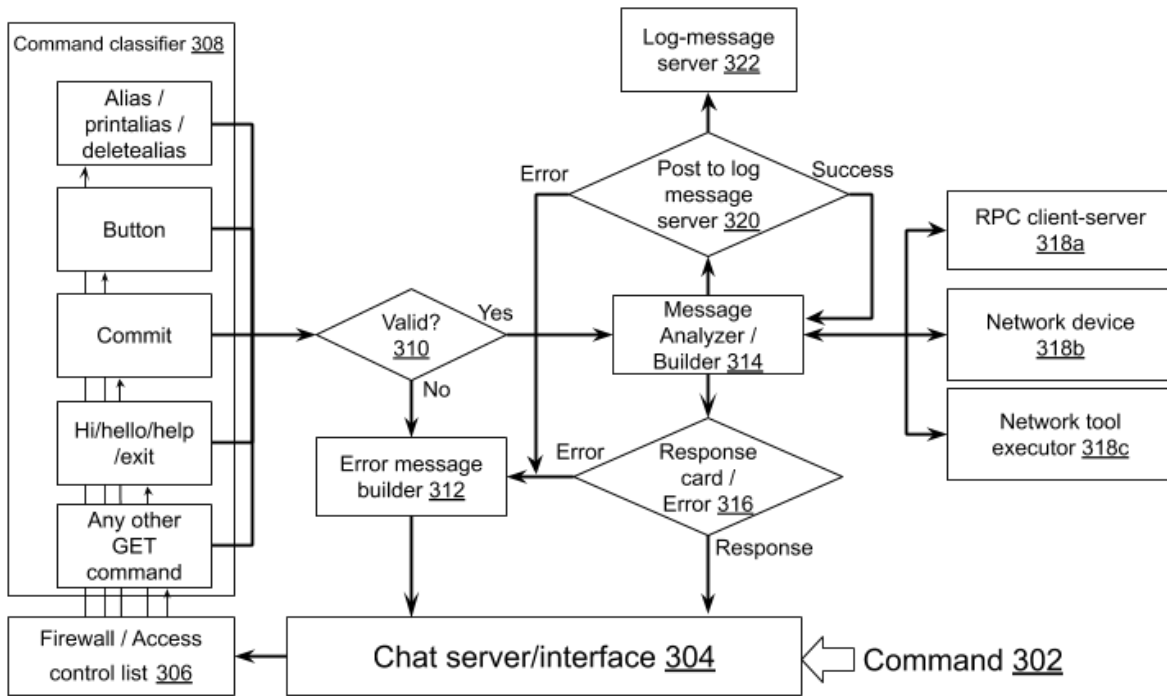 Command classifier 308
Alias /
printalias /
deletealias
Button
Commit
Hi/hello/help
/exit
Any other
GET
command
Firewall / Access
control list 306
Valid?
310
Yes
No
Error message
builder 312
Log-message
server 322
Error
Post to log
message
server 320
Success
Message
Analyzer /
Builder 314
Error
Response
card /
Error 316
Response
RPC client-server
318a
Network device
318b
Network tool
executor 318c
Chat server/interface 304
Command 302